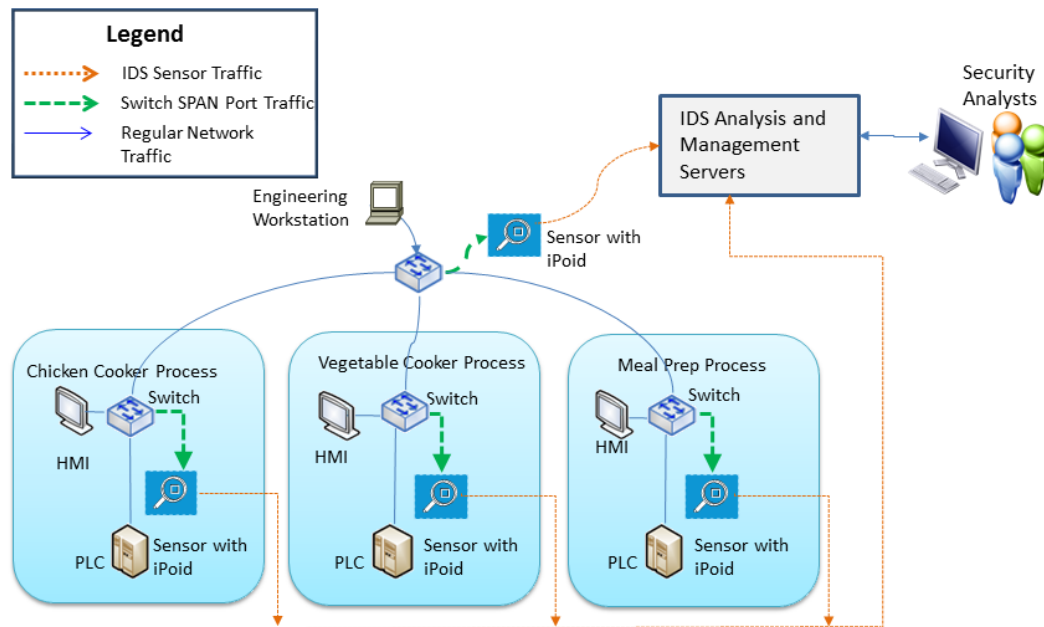 Legend
IDS Sensor Traffic
Switch SPAN Port Traffic
Regular Network
Traffic
Security
Analysts
IDS Analysis and
Management
Servers
Engineering
Workstation
Sensor with
iPoid
Chicken Cooker Process
Switch
HMI
PLC
Sensor with
iPoid
Vegetable Cooker Process
Switch
HMI
PLC
Sensor with
iPoid
Meal Prep Process
Switch
HMI
PLC
Sensor with
iPoid